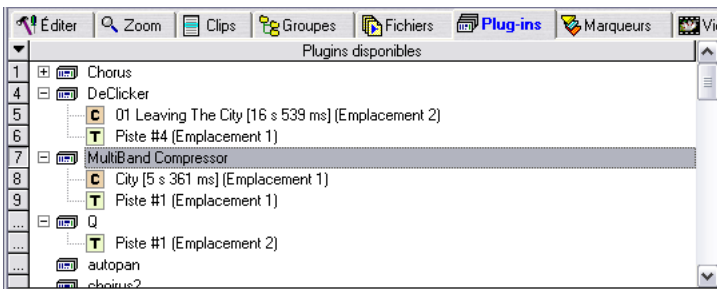 Éditer Zoom Clips Groupes Fichiers Plug-ins Marqueurs
Plugins disponibles
1 Chorus
4 DeClicker
5 C 01 Leaving The City [16 s 539 ms] (Emplacement 2)
6 T Piste #4 (Emplacement 1)
7 MultiBand Compressor
8 C City [5 s 361 ms] (Emplacement 1)
9 T Piste #1 (Emplacement 1)
... Q
... T Piste #1 (Emplacement 2)
... autopan